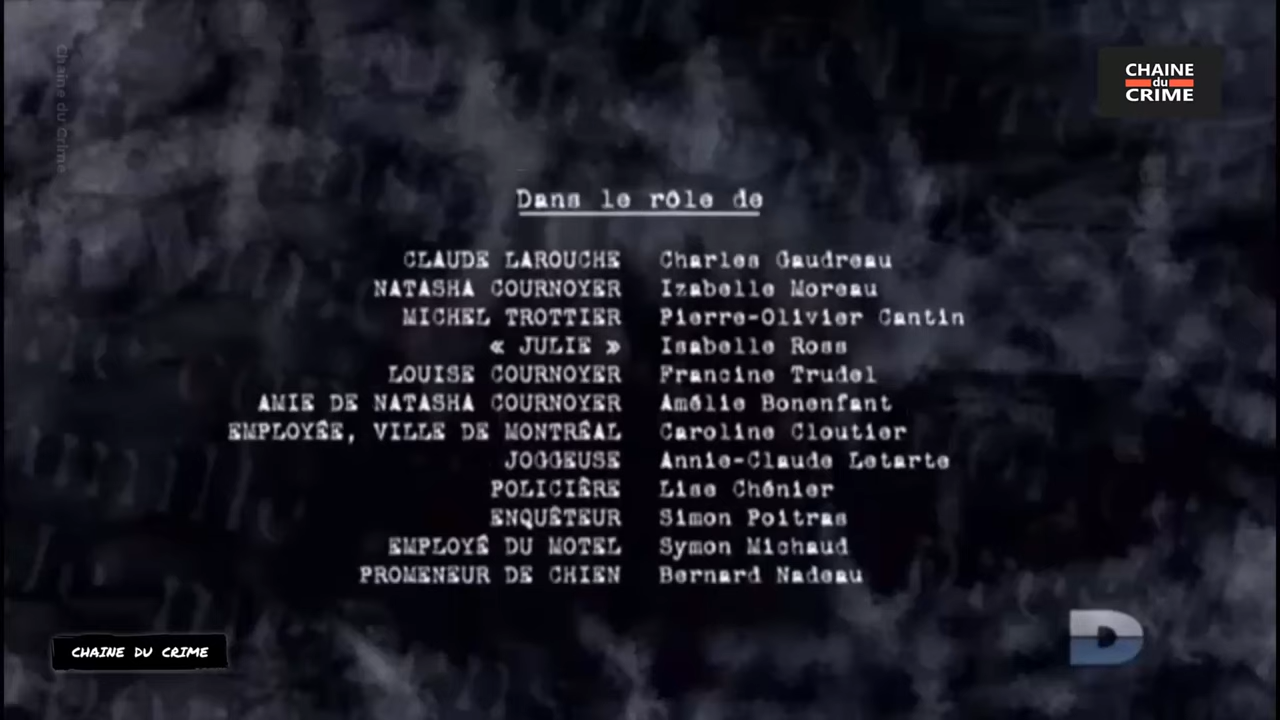 Chaine du Crime
CHAINE
du
CRIME
Dans le rôle de
CLAUDE LAROUCHE Charles Gaudreau
NATASHA COURNOYER Izabelle Moreau
MICHEL TROTTIER Pierre-Olivier Cantin
« JULIE » Isabelle Ross
LOUISE COURNOYER Francine Trudel
AMIE DE NATASHA COURNOYER Amélie Bonenfant
EMPLOYÉE, VILLE DE MONTRÉAL Caroline Cloutier
JOGGEUSE Annie-Claude Letarte
POLICIÈRE Lise Chénier
ENQUÊTEUR Simon Poitras
EMPLOYÉ DU MOTEL Symon Michaud
PROMENEUR DE CHIEN Bernard Nadeau
CHAINE DU CRIME
D